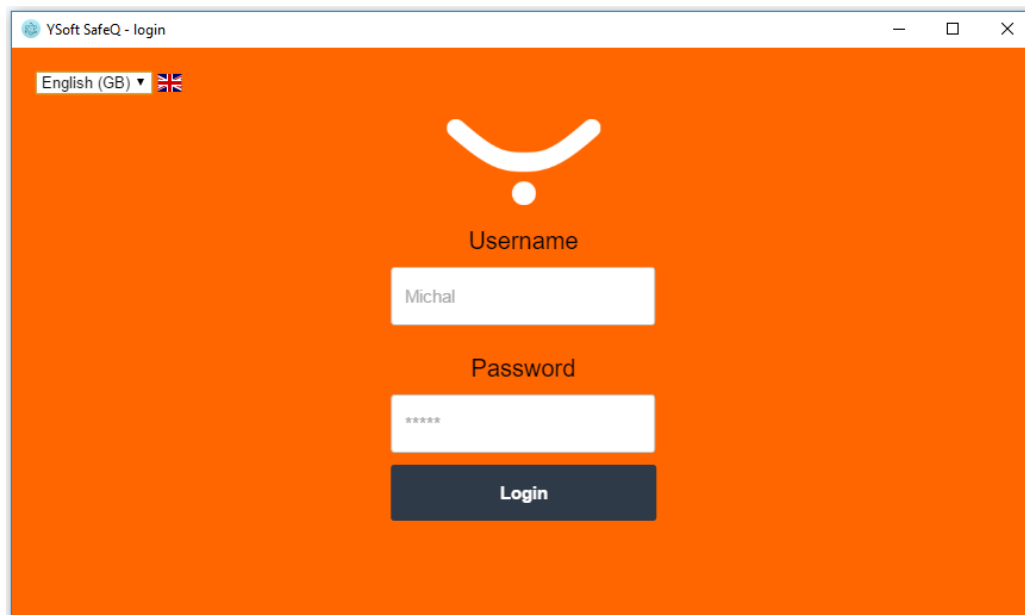 YSoft SafeQ - login
English (GB)
Username
Michal
Password
*****
Login